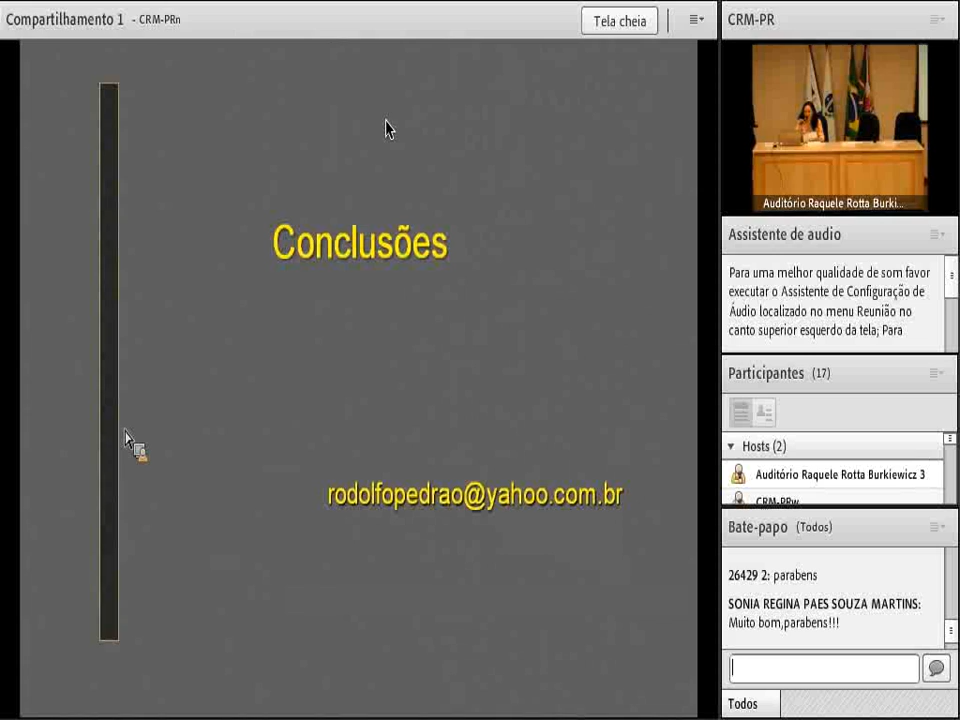 Compartilhamento 1 - CRM-PRn
Tela cheia
Conclusões
rodolfopedrao@yahoo.com.br
CRM-PR
Auditório Raquele Rotta Burki...
Assistente de audio
Para uma melhor qualidade de som favor
executar o Assistente de Configuração de
Áudio localizado no menu Reunião no
canto superior esquerdo da tela; Para
Participantes (17)
Hosts (2)
Auditório Raquele Rotta Burkiewicz 3
CRM-PRw
Bate-papo (Todos)
26429 2: parabens
SONIA REGINA PAES SOUZA MARTINS:
Muito bom,parabens!!!
Todos